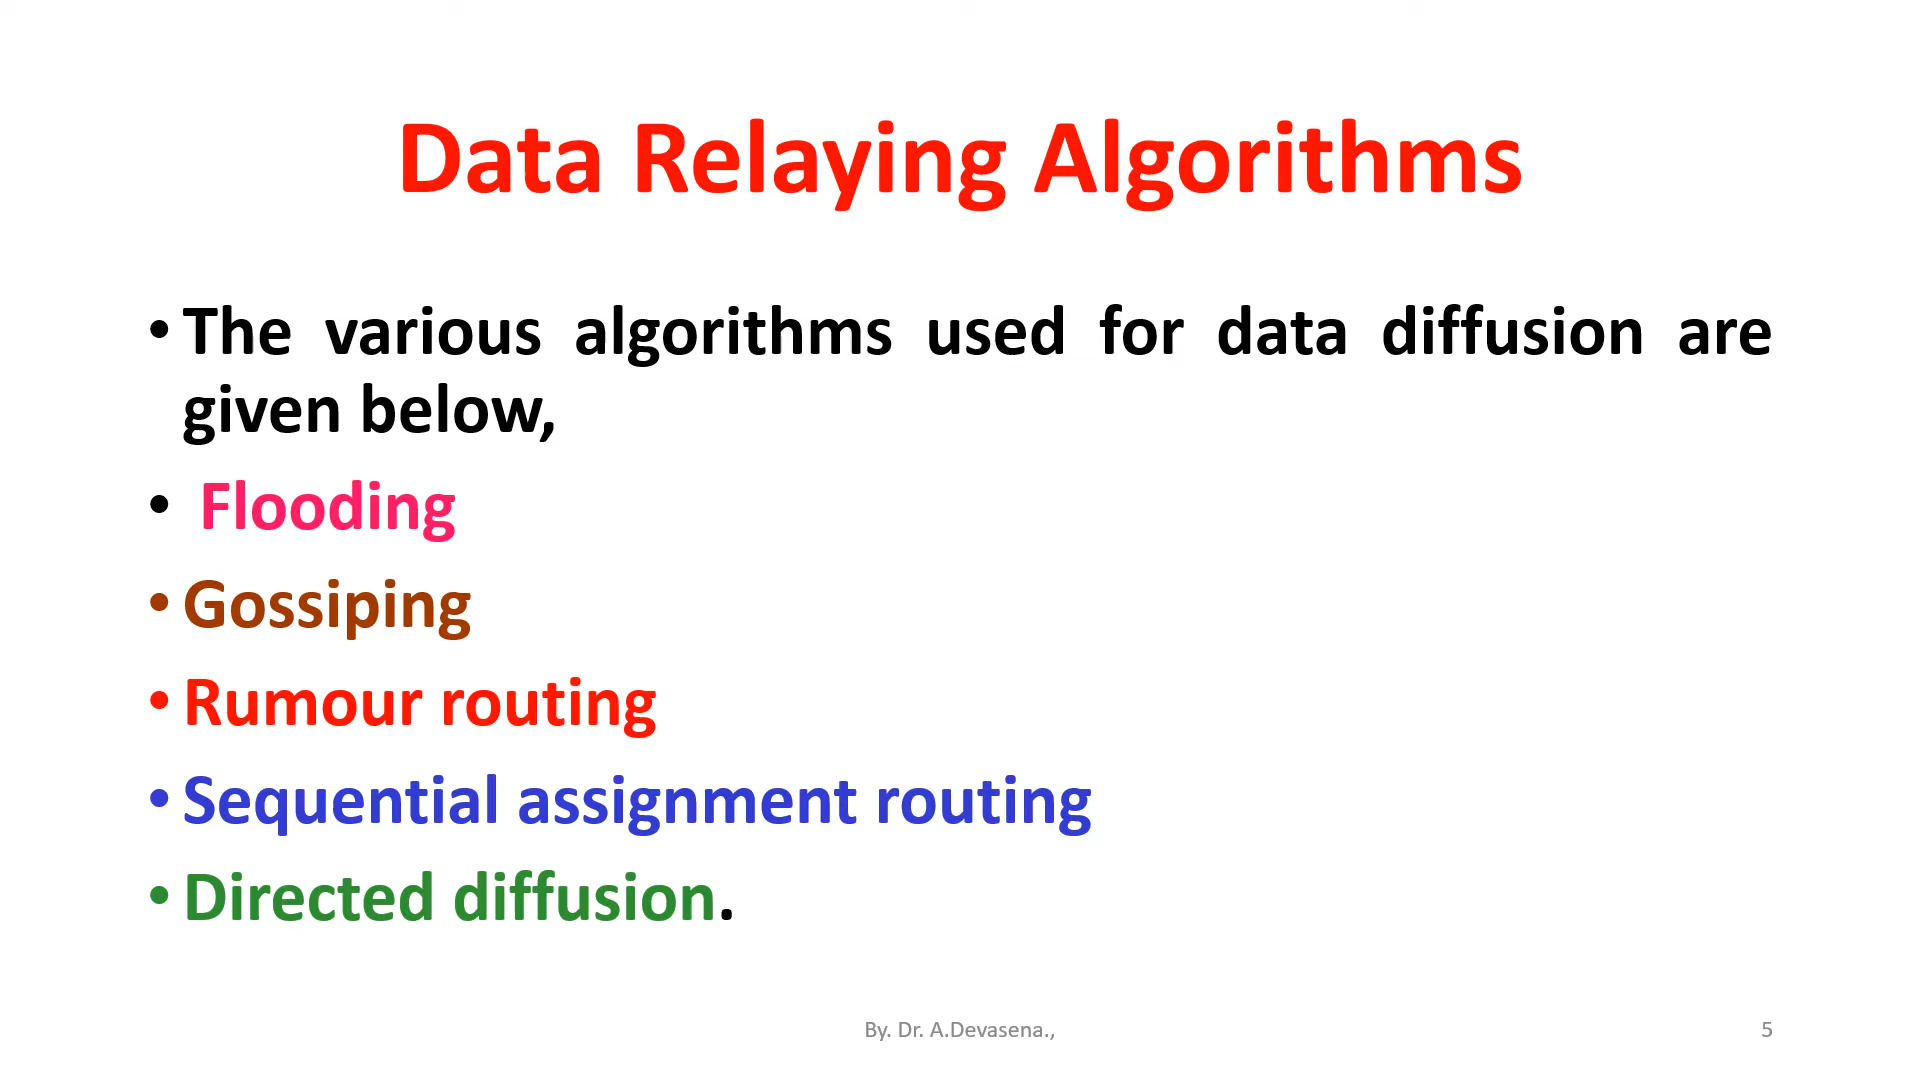 Data Relaying Algorithms
• The various algorithms used for data diffusion are
given below,
• Flooding
• Gossiping
• Rumour routing
• Sequential assignment routing
• Directed diffusion.
By. Dr. A.Devasena., 5